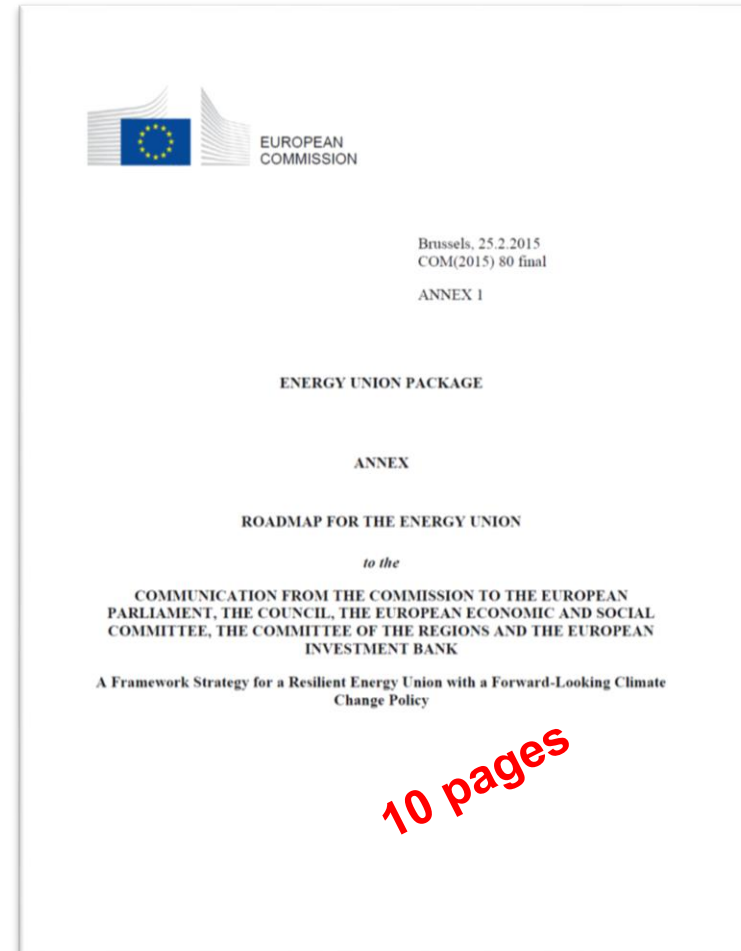 EUROPEAN
COMMISSION
Brussels, 25.2.2015
COM(2015) 80 final
ANNEX 1
ENERGY UNION PACKAGE
ANNEX
ROADMAP FOR THE ENERGY UNION
to the
COMMUNICATION FROM THE COMMISSION TO THE EUROPEAN
PARLIAMENT, THE COUNCIL, THE EUROPEAN ECONOMIC AND SOCIAL
COMMITTEE, THE COMMITTEE OF THE REGIONS AND THE EUROPEAN
INVESTMENT BANK
A Framework Strategy for a Resilient Energy Union with a Forward-Looking Climate
Change Policy
10 pages